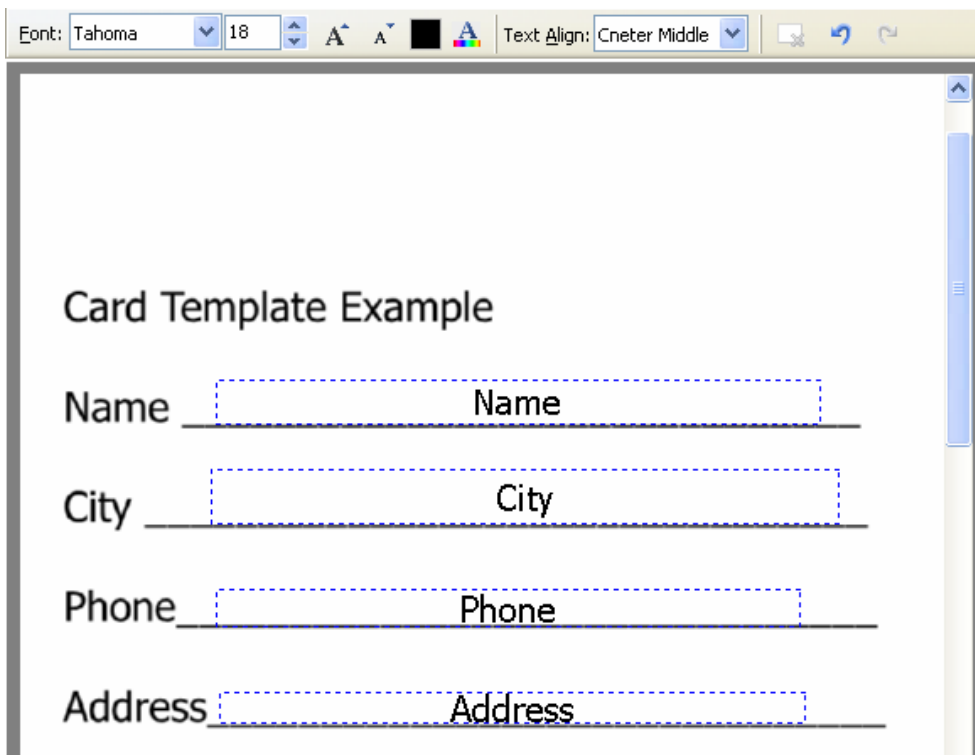 Font: Tahoma 18 A A A Text Align: Cneter Middle
Card Template Example
Name Name
City City
Phone Phone
Address Address